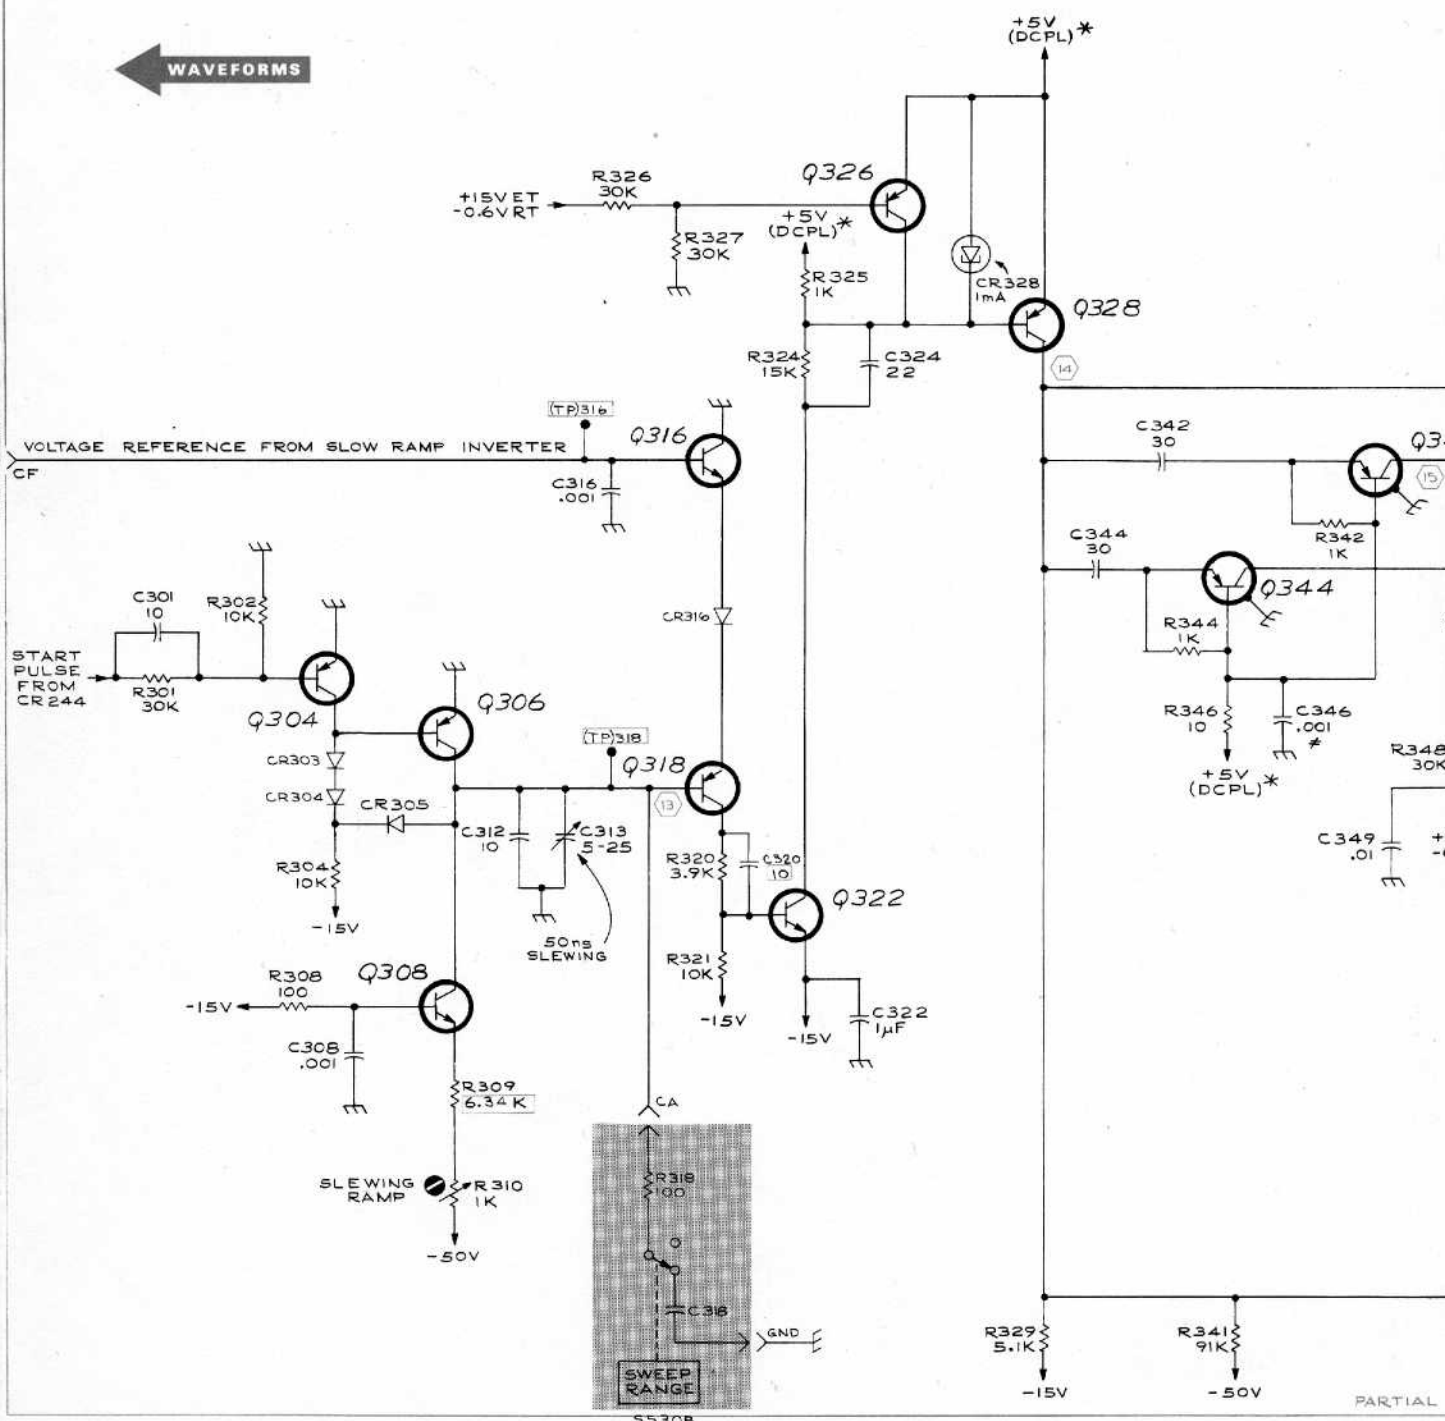 WAVEFORMS
+5V
(DCPL)*
Q326
R326
30K
+15V ET
-0.6V RT
R327
30K
+5V
(DCPL)*
R325
1K
CR328
1mA
Q328
R324
15K
C324
22
14
(TP)316
Q316
VOLTAGE REFERENCE FROM SLOW RAMP INVERTER
CF
C316
.001
C342
30
15
R342
1K
C344
30
Q344
R344
1K
C301
10
R302
10K
CR316
START
PULSE
FROM
CR244
R301
30K
Q304
Q306
R346
10
C346
.001
≠
+5V
(DCPL)*
R348
30K
CR303
CR304
CR305
(TP)318
Q318
13
C312
10
C313
5-25
R320
3.9K
C320
10
C349
.01
R304
10K
-15V
Q322
50ns
SLEWING
R321
10K
-15V
-15V
C322
1µF
Q308
R308
100
-15V
C308
.001
R309
6.34K
CA
SLEWING
RAMP
R310
1K
-50V
R318
100
C318
GND
SWEEP
RANGE
S530B
R329
5.1K
-15V
R341
91K
-50V
PARTIAL